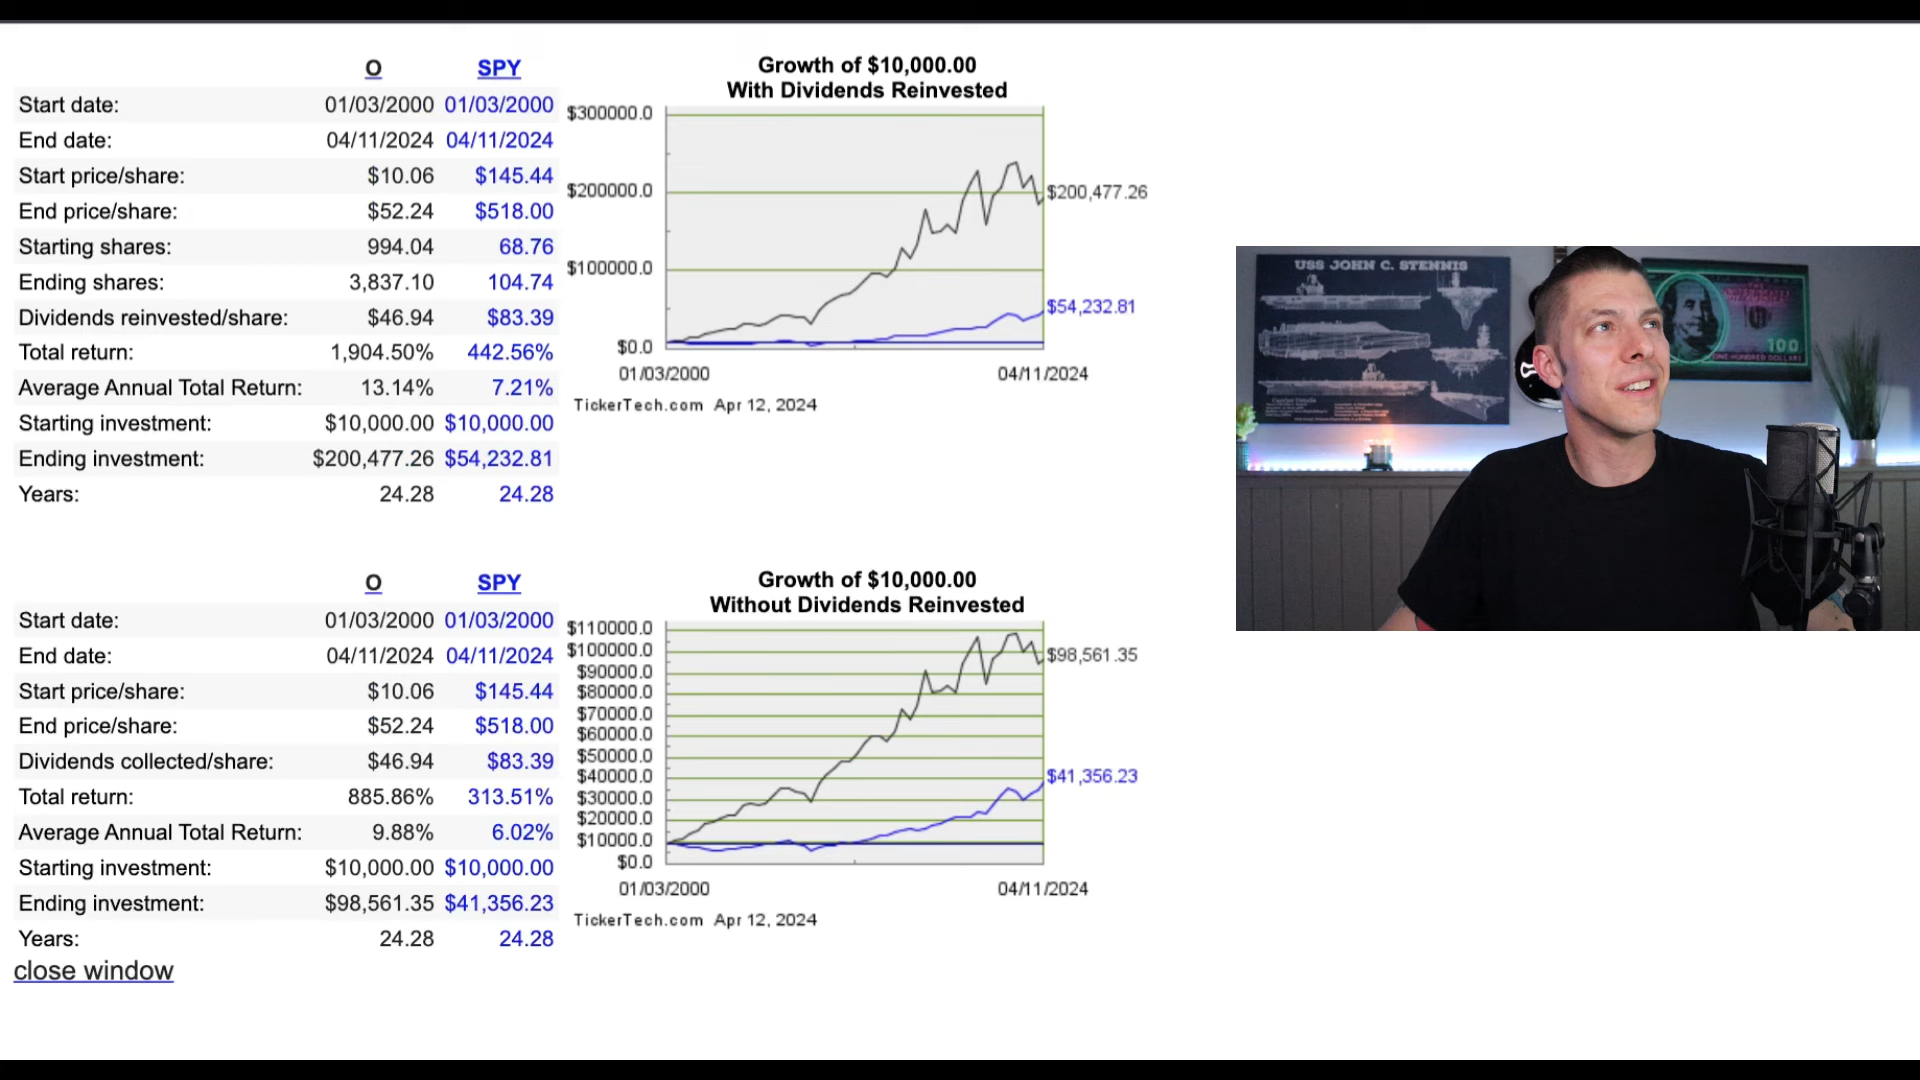 O SPY
Start date: 01/03/2000 01/03/2000
End date: 04/11/2024 04/11/2024
Start price/share: $10.06 $145.44
End price/share: $52.24 $518.00
Starting shares: 994.04 68.76
Ending shares: 3,837.10 104.74
Dividends reinvested/share: $46.94 $83.39
Total return: 1,904.50% 442.56%
Average Annual Total Return: 13.14% 7.21%
Starting investment: $10,000.00 $10,000.00
Ending investment: $200,477.26 $54,232.81
Years: 24.28 24.28
Growth of $10,000.00
With Dividends Reinvested
$300000.0
$200000.0
$200,477.26
$100000.0
$54,232.81
$0.0
01/03/2000 04/11/2024
TickerTech.com Apr 12, 2024
USS JOHN C. STENNIS
100
ONE HUNDRED DOLLARS
O SPY
Start date: 01/03/2000 01/03/2000
End date: 04/11/2024 04/11/2024
Start price/share: $10.06 $145.44
End price/share: $52.24 $518.00
Dividends collected/share: $46.94 $83.39
Total return: 885.86% 313.51%
Average Annual Total Return: 9.88% 6.02%
Starting investment: $10,000.00 $10,000.00
Ending investment: $98,561.35 $41,356.23
Years: 24.28 24.28
close window
Growth of $10,000.00
Without Dividends Reinvested
$110000.0
$100000.0
$98,561.35
$90000.0
$80000.0
$70000.0
$60000.0
$50000.0
$40000.0
$41,356.23
$30000.0
$20000.0
$10000.0
$0.0
01/03/2000 04/11/2024
TickerTech.com Apr 12, 2024